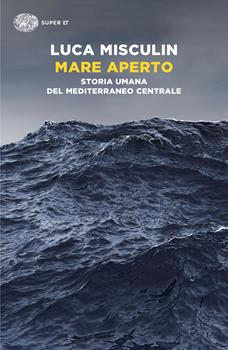 SUPER ET
LUCA MISCULIN
MARE APERTO
STORIA UMANA
DEL MEDITERRANEO CENTRALE